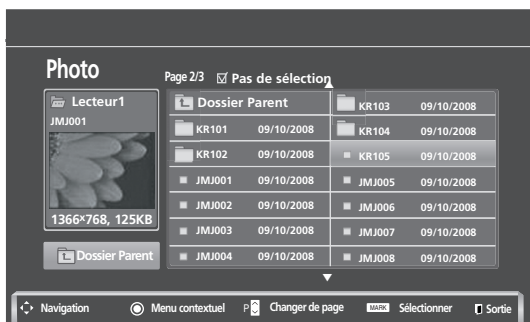 Photo
Page 2/3 ☑ Pas de sélection
Lecteur1
JMJ001
1366×768, 125KB
Dossier Parent
Dossier Parent
KR101 09/10/2008
KR102 09/10/2008
JMJ001 09/10/2008
JMJ002 09/10/2008
JMJ003 09/10/2008
JMJ004 09/10/2008
KR103 09/10/2008
KR104 09/10/2008
KR105 09/10/2008
JMJ005 09/10/2008
JMJ006 09/10/2008
JMJ007 09/10/2008
JMJ008 09/10/2008
Navigation Menu contextuel P Changer de page MARK Sélectionner Sortie